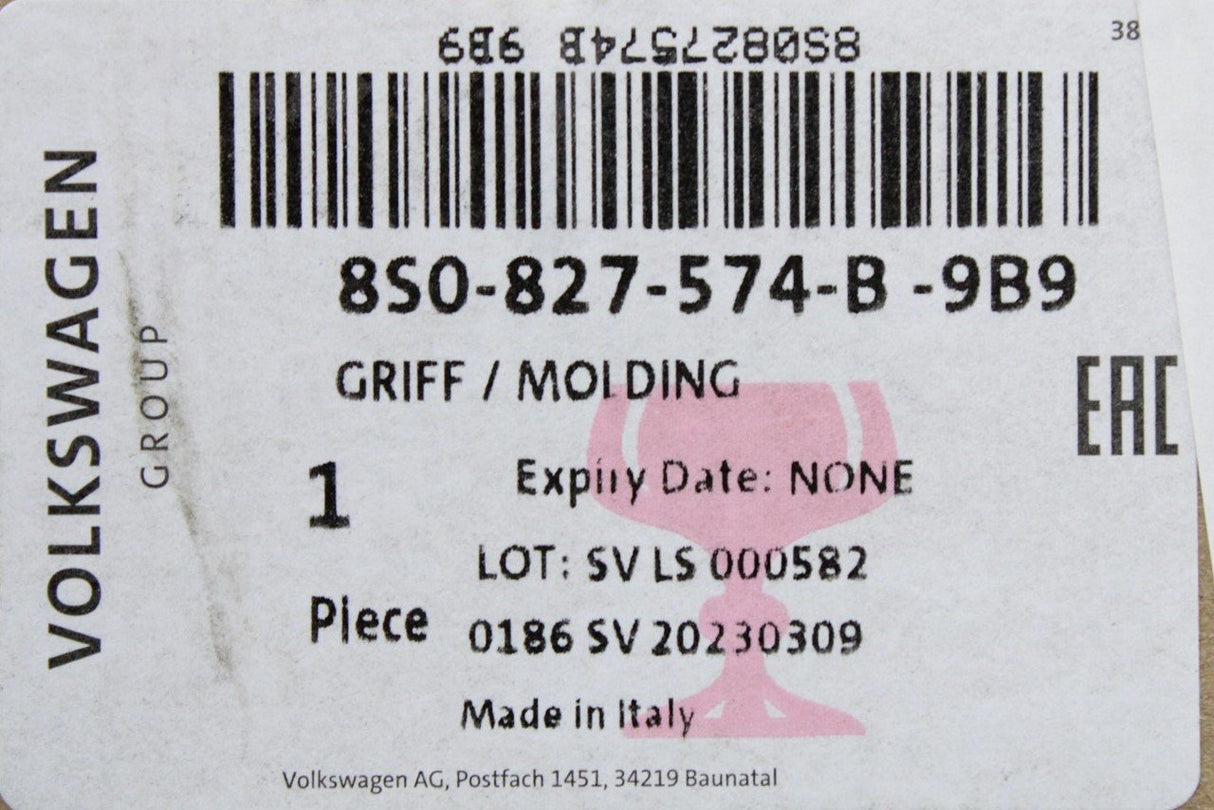 38
8S0827574B 9B9
8S0-827-574-B -9B9
GRIFF / MOLDING
EAC
1
Expiry Date: NONE
LOT: SV LS 000582
Piece
0186 SV 20230309
Made in Italy
Volkswagen AG, Postfach 1451, 34219 Baunatal
VOLKSWAGEN
GROUP